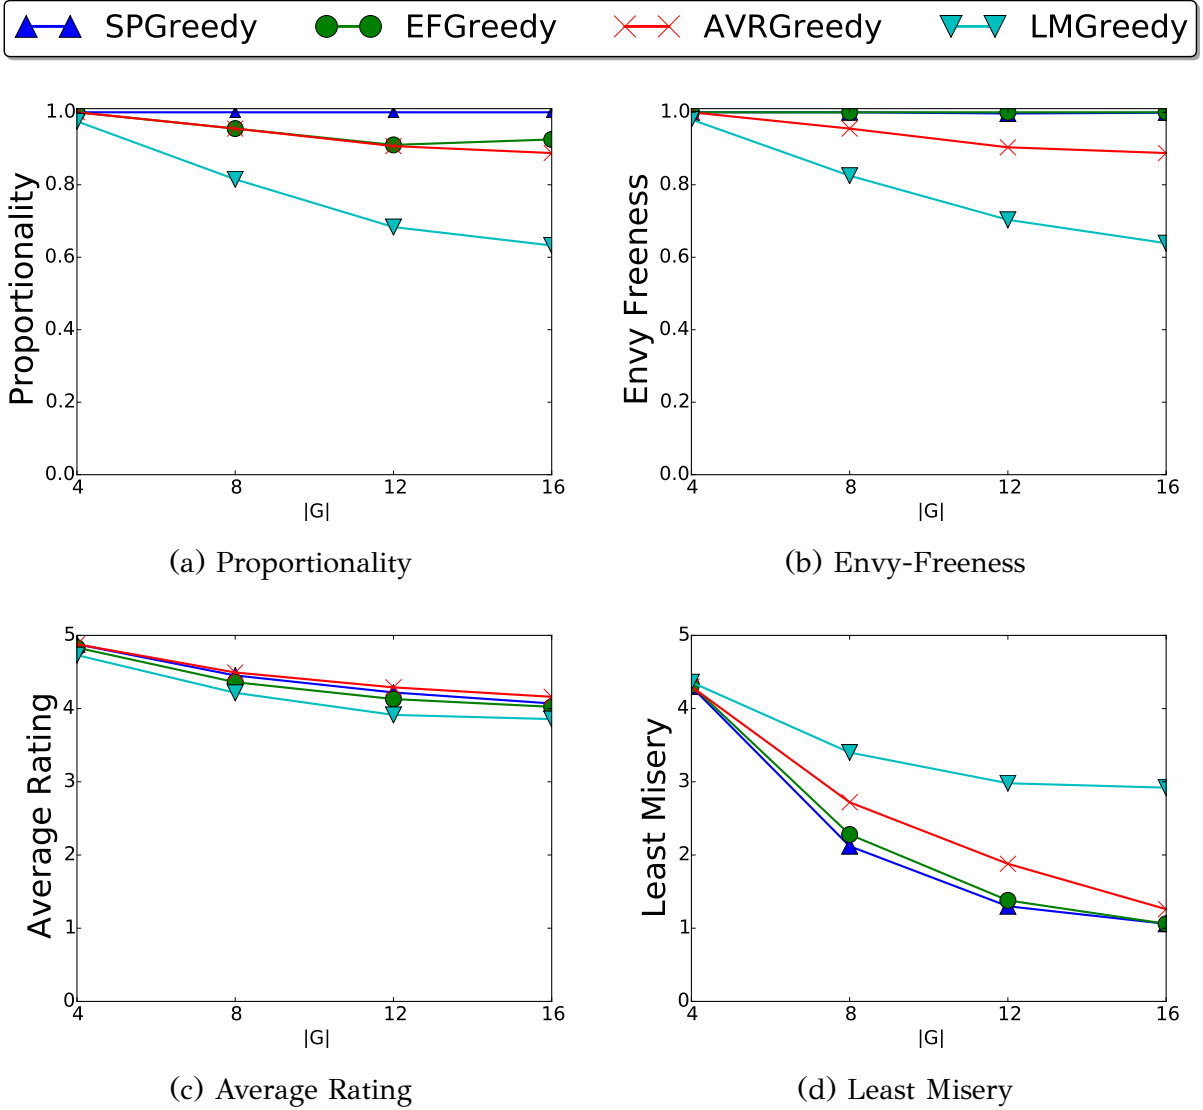 SPGreedy EFGreedy AVRGreedy LMGreedy
Proportionality
1.0
0.8
0.6
0.4
0.2
0.0
4 8 12 16
|G|
(a) Proportionality
Envy Freeness
1.0
0.8
0.6
0.4
0.2
0.0
4 8 12 16
|G|
(b) Envy-Freeness
Average Rating
5
4
3
2
1
0
4 8 12 16
|G|
(c) Average Rating
Least Misery
5
4
3
2
1
0
4 8 12 16
|G|
(d) Least Misery